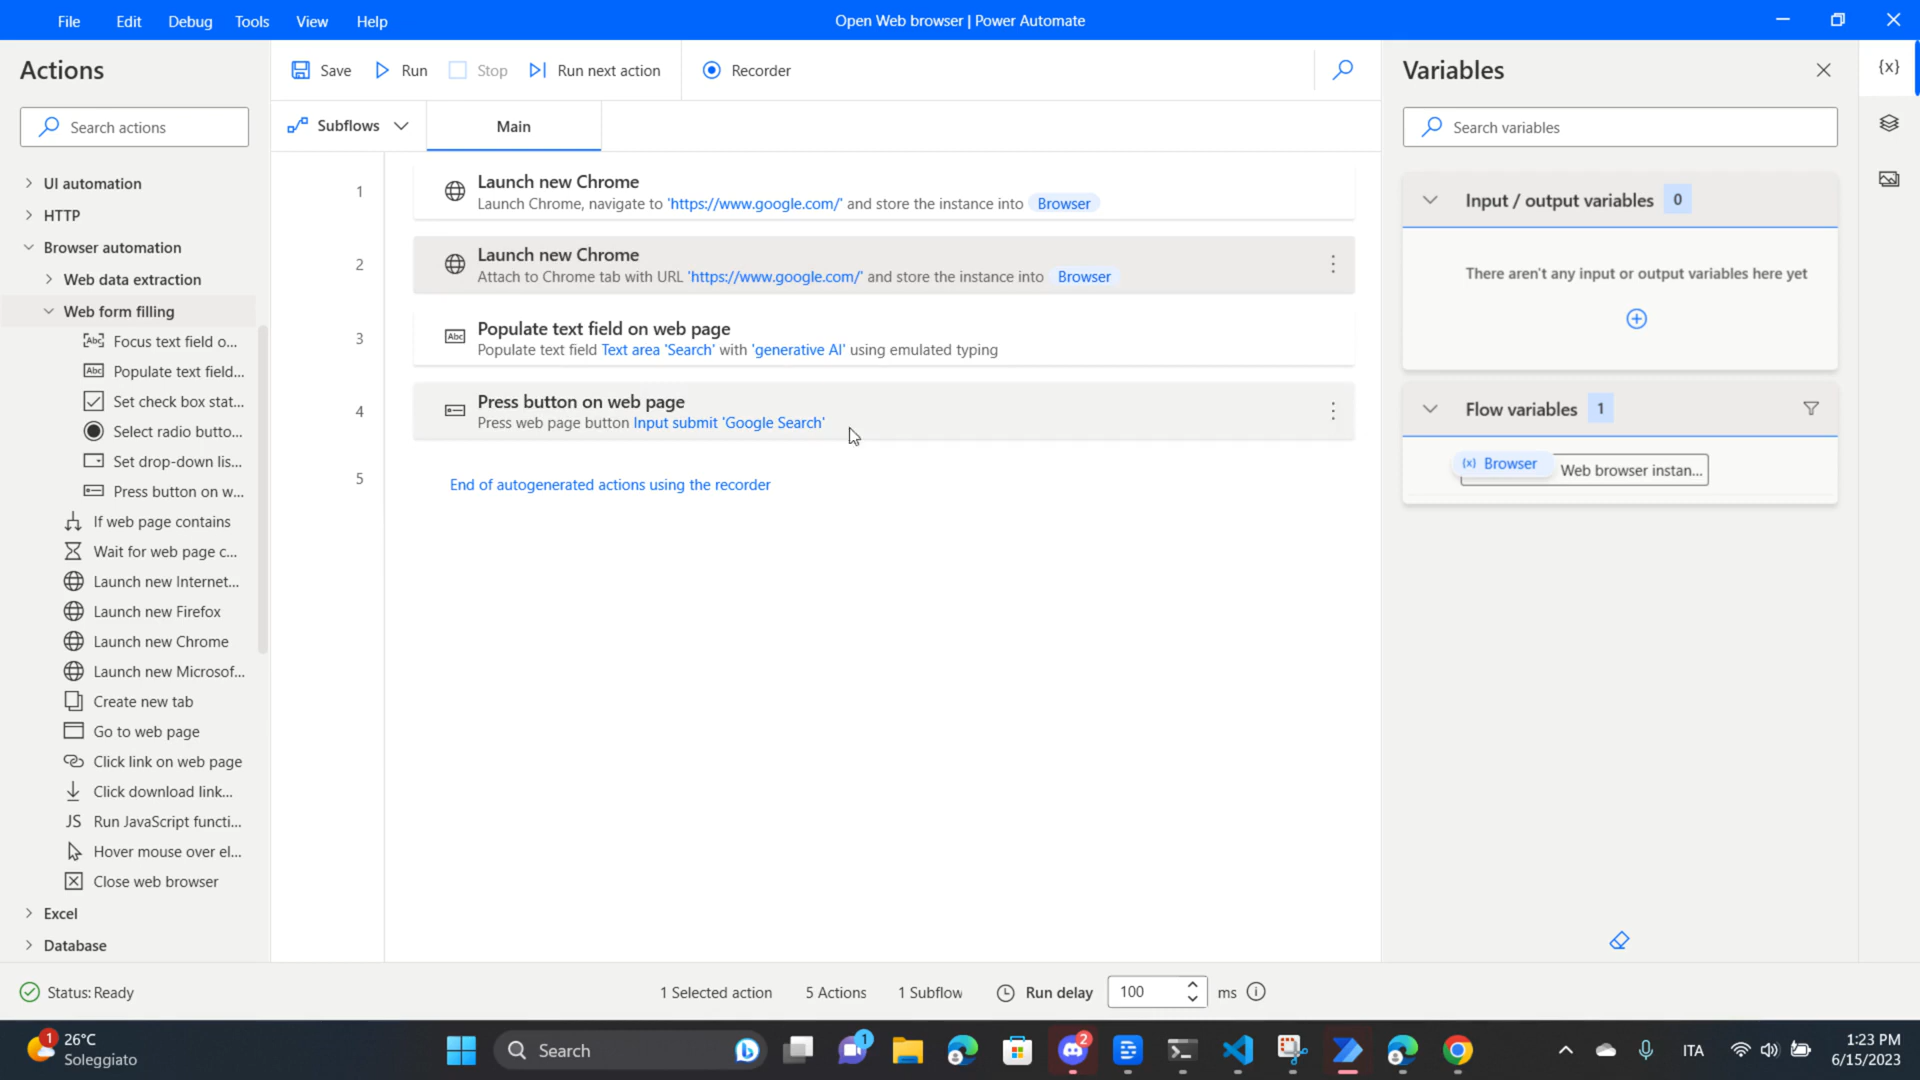 File Edit Debug Tools View Help
Open Web browser | Power Automate
Actions
Search actions
UI automation
HTTP
Browser automation
Web data extraction
Web form filling
Abc Focus text field o...
Abc Populate text field...
Set check box stat...
Select radio butto...
Set drop-down lis...
Press button on w...
If web page contains
Wait for web page c...
Launch new Internet...
Launch new Firefox
Launch new Chrome
Launch new Microsof...
Create new tab
Go to web page
Click link on web page
Click download link...
JS Run JavaScript functi...
Hover mouse over el...
Close web browser
Excel
Database
Save Run Stop Run next action Recorder
Subflows Main
1 Launch new Chrome
Launch Chrome, navigate to 'https://www.google.com/' and store the instance into Browser
2 Launch new Chrome
Attach to Chrome tab with URL 'https://www.google.com/' and store the instance into Browser
3 Abc Populate text field on web page
Populate text field Text area 'Search' with 'generative AI' using emulated typing
4 Press button on web page
Press web page button Input submit 'Google Search'
5 End of autogenerated actions using the recorder
Variables
{x}
Search variables
Input / output variables 0
There aren't any input or output variables here yet
Flow variables 1
(x) Browser Web browser instan...
Status: Ready 1 Selected action 5 Actions 1 Subflow Run delay 100 ms
1 26°C
Soleggiato
Search
1
2
ITA
1:23 PM
6/15/2023